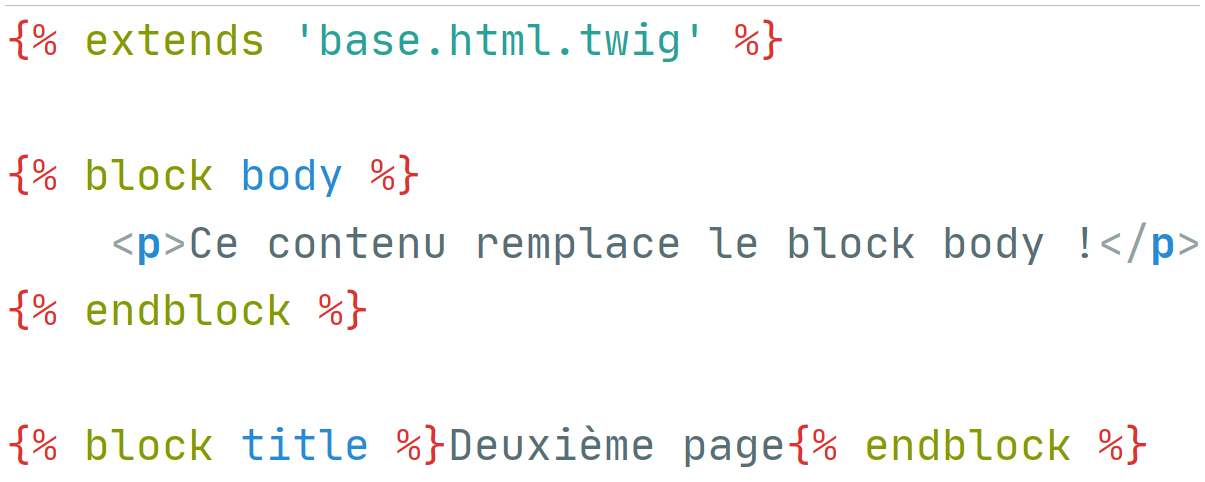 {% extends 'base.html.twig' %}
{% block body %}
<p>Ce contenu remplace le block body !</p>
{% endblock %}
{% block title %}Deuxième page{% endblock %}